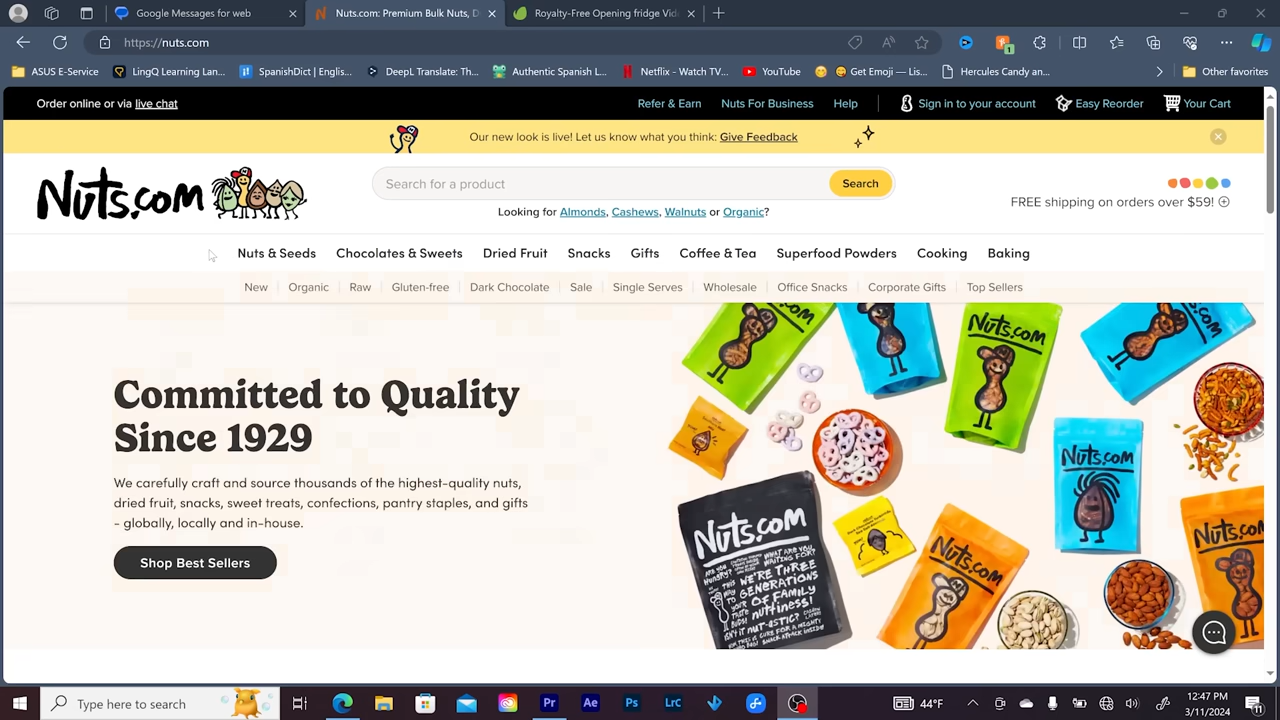 Google Messages for web
Nuts.com: Premium Bulk Nuts, D
Royalty-Free Opening fridge Vid
https://nuts.com
ASUS E-Service
LingQ Learning Lan...
SpanishDict | Englis...
DeepL Translate: Th...
Authentic Spanish L...
Netflix - Watch TV...
YouTube
Get Emoji — Lis...
Hercules Candy an...
Other favorites
Order online or via live chat
Refer & Earn
Nuts For Business
Help
Sign in to your account
Easy Reorder
Your Cart
Our new look is live! Let us know what you think: Give Feedback
Nuts.com
Search for a product
Search
Looking for Almonds, Cashews, Walnuts or Organic?
FREE shipping on orders over $59!
Nuts & Seeds
Chocolates & Sweets
Dried Fruit
Snacks
Gifts
Coffee & Tea
Superfood Powders
Cooking
Baking
New
Organic
Raw
Gluten-free
Dark Chocolate
Sale
Single Serves
Wholesale
Office Snacks
Corporate Gifts
Top Sellers
Committed to Quality
Since 1929
We carefully craft and source thousands of the highest-quality nuts,
dried fruit, snacks, sweet treats, confections, pantry staples, and gifts
- globally, locally and in-house.
Shop Best Sellers
Nuts.com
Nuts.com
Nuts.com
Nuts.com
ARE YOU
HUNGRY?
WHAT ARE YOU
WAITING FOR?
WE'RE THREE
GENERATIONS
OF FAMILY
nuttiness!
Nuts.com
Type here to search
44°F
12:47 PM
3/11/2024